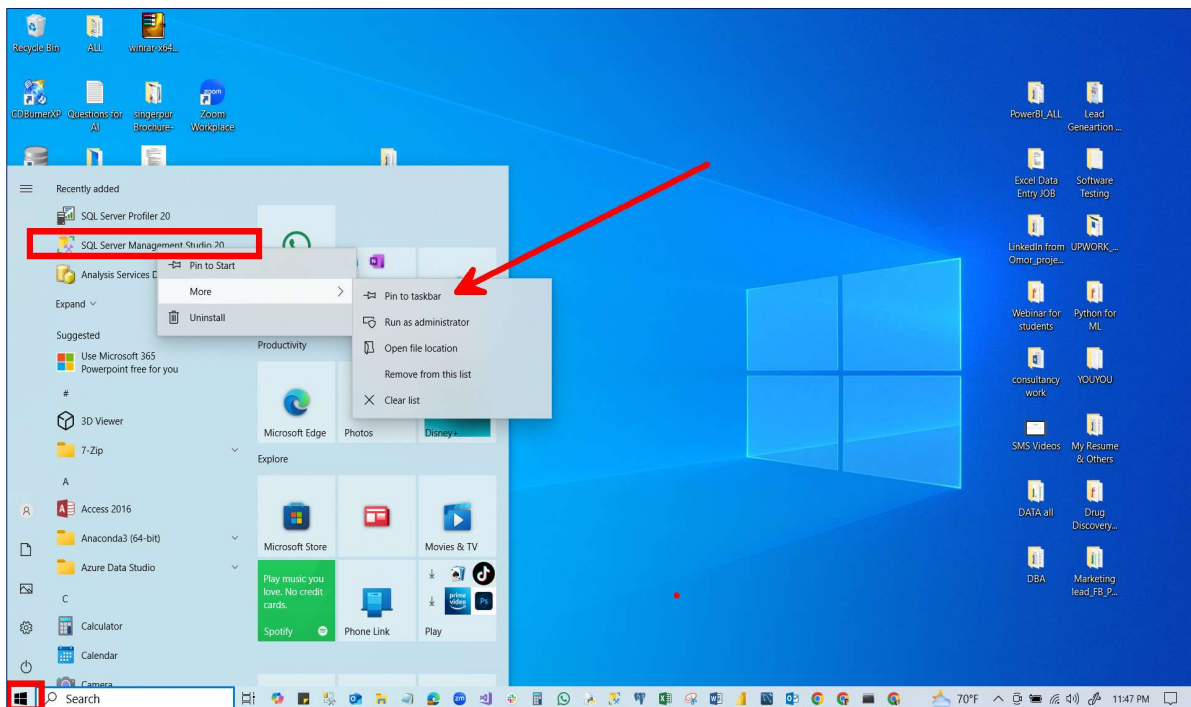 Recycle Bin
ALL
winrar-x64...
CDBurnerXP
Questions for
AI
singerpur
Brochure-
Zoom
Workplace
zoom
PowerBI_ALL
Lead
Geneartion ...
Excel Data
Entry JOB
Software
Testing
LinkedIn from
Omor_proje...
UPWORK_...
Webinar for
students
Python for
ML
consultancy
work
YOUYOU
SMS Videos
My Resume
& Others
DATA all
Drug
Discovery...
DBA
Marketing
lead_FB_P...
Recently added
SQL Server Profiler 20
SQL Server Management Studio 20
Analysis Services D
Expand
Suggested
Use Microsoft 365
Powerpoint free for you
#
3D Viewer
7-Zip
A
Access 2016
Anaconda3 (64-bit)
Azure Data Studio
C
Calculator
Calendar
Camera
Pin to Start
More
Uninstall
Pin to taskbar
Run as administrator
Open file location
Remove from this list
Clear list
Productivity
Microsoft Edge
Photos
Disney+
Explore
Microsoft Store
Movies & TV
Play music you
love. No credit
cards.
Spotify
Phone Link
prime
video
Ps
Play
Search
zm
70°F
11:47 PM